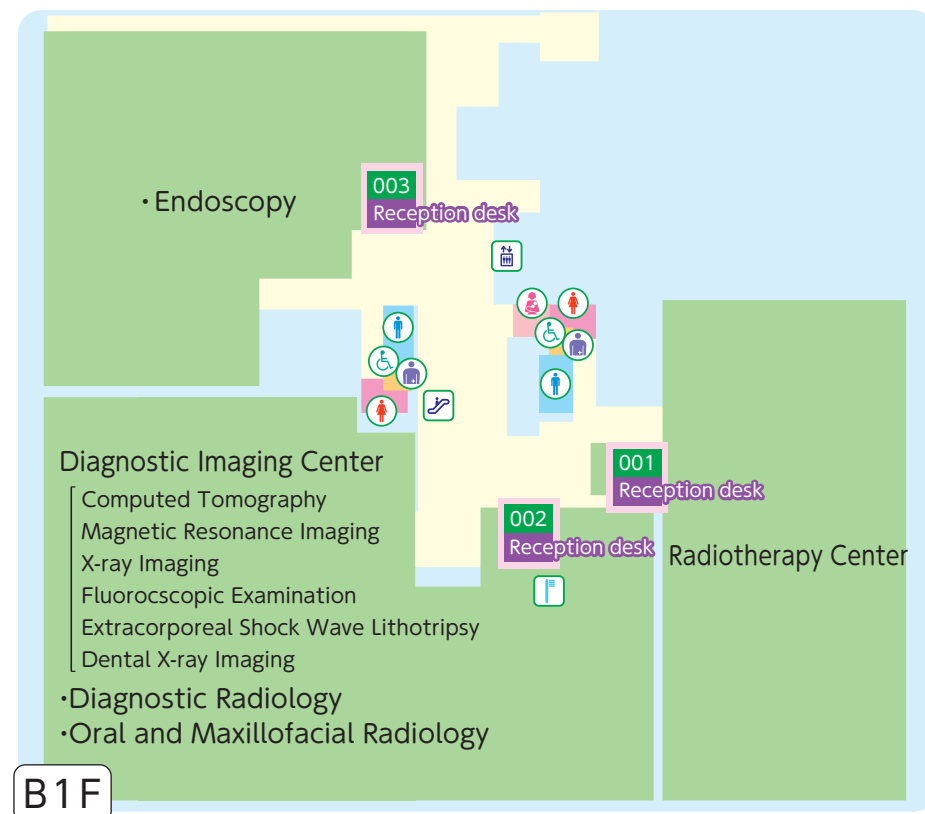 ・Endoscopy
003
Reception desk
Diagnostic Imaging Center
Computed Tomography
Magnetic Resonance Imaging
X-ray Imaging
Fluorocscopic Examination
Extracorporeal Shock Wave Lithotripsy
Dental X-ray Imaging
・Diagnostic Radiology
・Oral and Maxillofacial Radiology
001
Reception desk
002
Reception desk
Radiotherapy Center
B1F